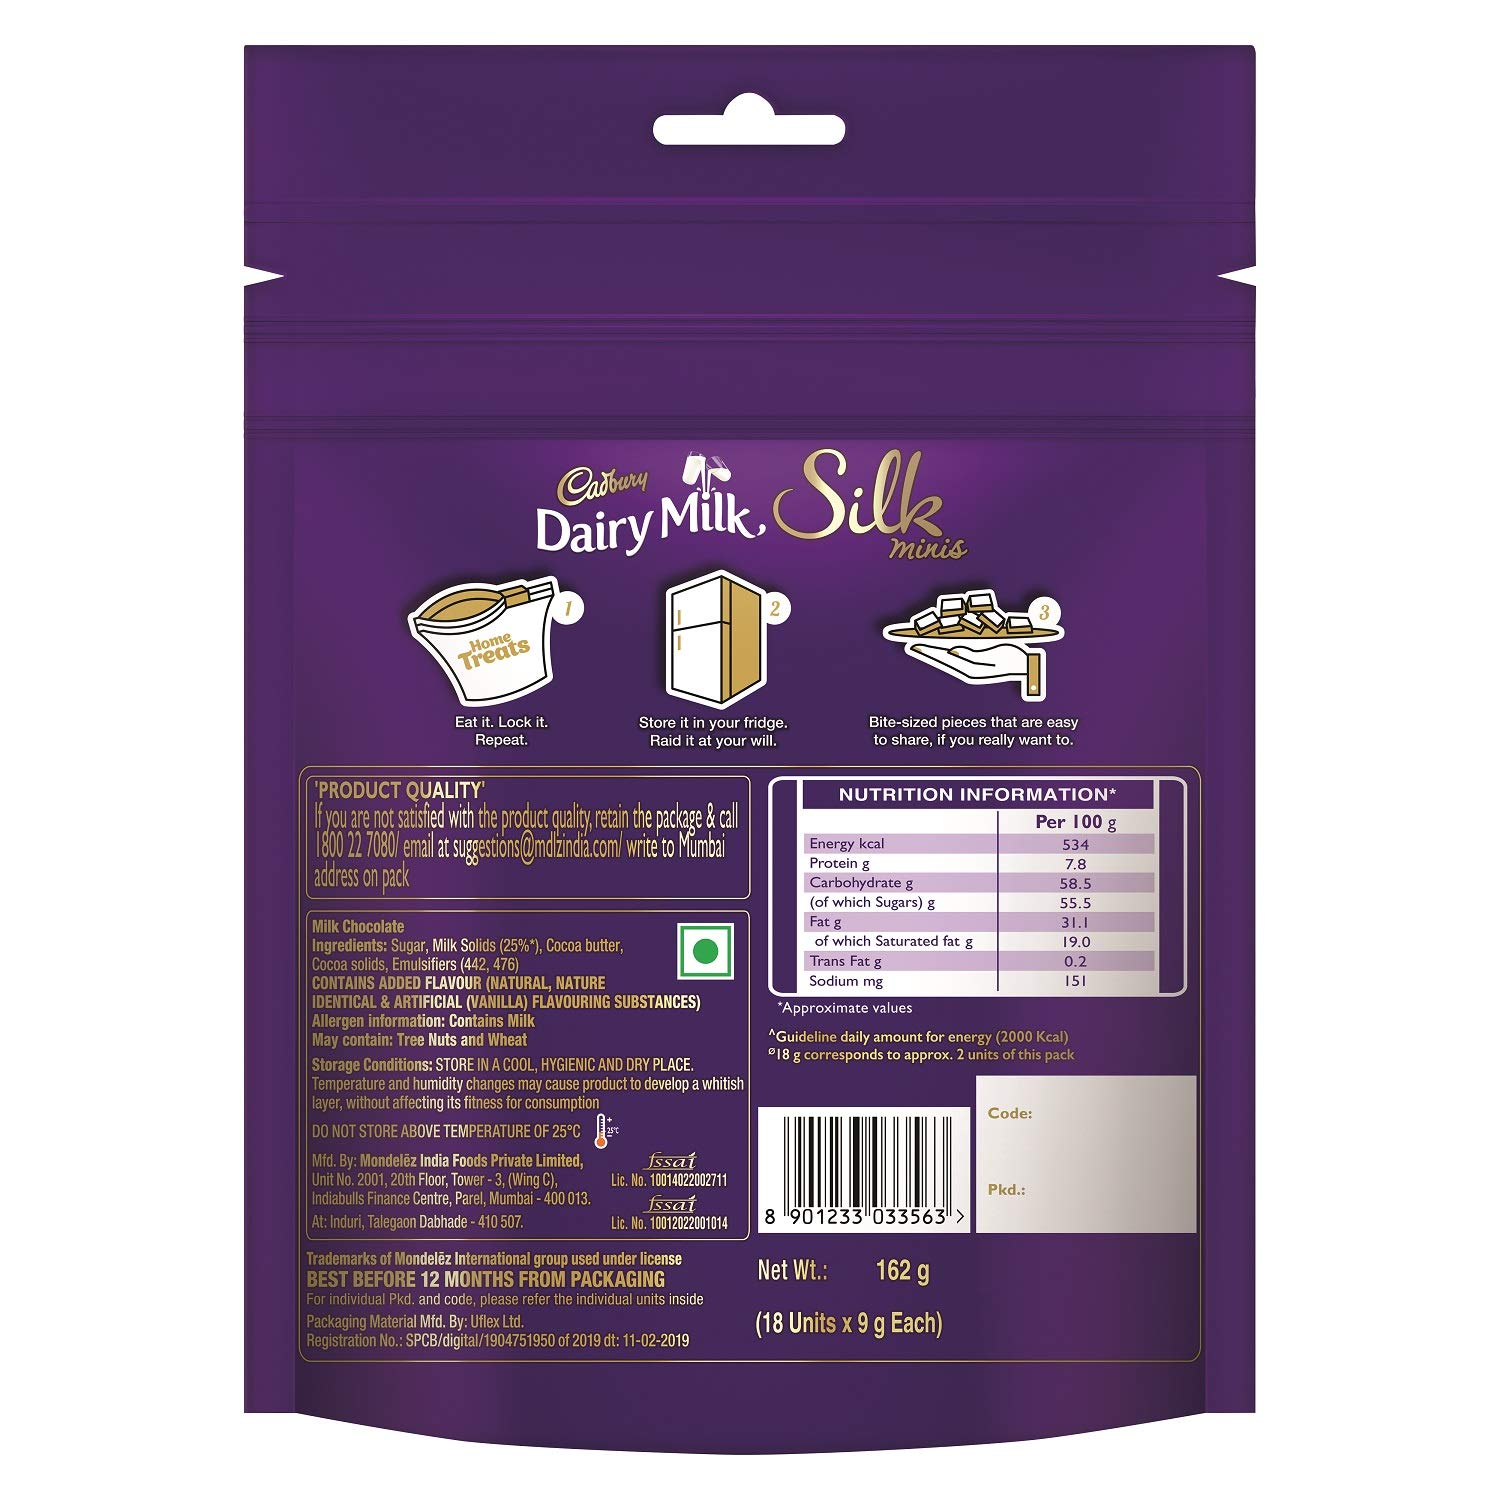 Cadbury
Dairy Milk, Silk
minis
Home
Treats
1
2
3
Eat it. Lock it.
Repeat.
Store it in your fridge.
Raid it at your will.
Bite-sized pieces that are easy
to share, if you really want to.
'PRODUCT QUALITY'
If you are not satisfied with the product quality, retain the package & call
1800 22 7080/ email at suggestions@mdlzindia.com/ write to Mumbai
address on pack
Milk Chocolate
Ingredients: Sugar, Milk Solids (25%*), Cocoa butter,
Cocoa solids, Emulsifiers (442, 476)
CONTAINS ADDED FLAVOUR (NATURAL, NATURE
IDENTICAL & ARTIFICIAL (VANILLA) FLAVOURING SUBSTANCES)
Allergen information: Contains Milk
May contain: Tree Nuts and Wheat
Storage Conditions: STORE IN A COOL, HYGIENIC AND DRY PLACE.
Temperature and humidity changes may cause product to develop a whitish
layer, without affecting its fitness for consumption
DO NOT STORE ABOVE TEMPERATURE OF 25°C
25°C
Mfd. By: Mondelēz India Foods Private Limited,
Unit No. 2001, 20th Floor, Tower - 3, (Wing C),
Indiabulls Finance Centre, Parel, Mumbai - 400 013.
At: Induri, Talegaon Dabhade - 410 507.
fssai
Lic. No. 10014022002711
fssai
Lic. No. 10012022001014
Trademarks of Mondelēz International group used under license
BEST BEFORE 12 MONTHS FROM PACKAGING
For individual Pkd. and code, please refer the individual units inside
Packaging Material Mfd. By: Uflex Ltd.
Registration No.: SPCB/digital/1904751950 of 2019 dt: 11-02-2019
NUTRITION INFORMATION*
Per 100 g
Energy kcal 534
Protein g 7.8
Carbohydrate g 58.5
(of which Sugars) g 55.5
Fat g 31.1
of which Saturated fat g 19.0
Trans Fat g 0.2
Sodium mg 151
*Approximate values
^Guideline daily amount for energy (2000 Kcal)
ø18 g corresponds to approx. 2 units of this pack
8 901233 033563 >
Code:
Pkd.:
Net Wt.: 162 g
(18 Units x 9 g Each)